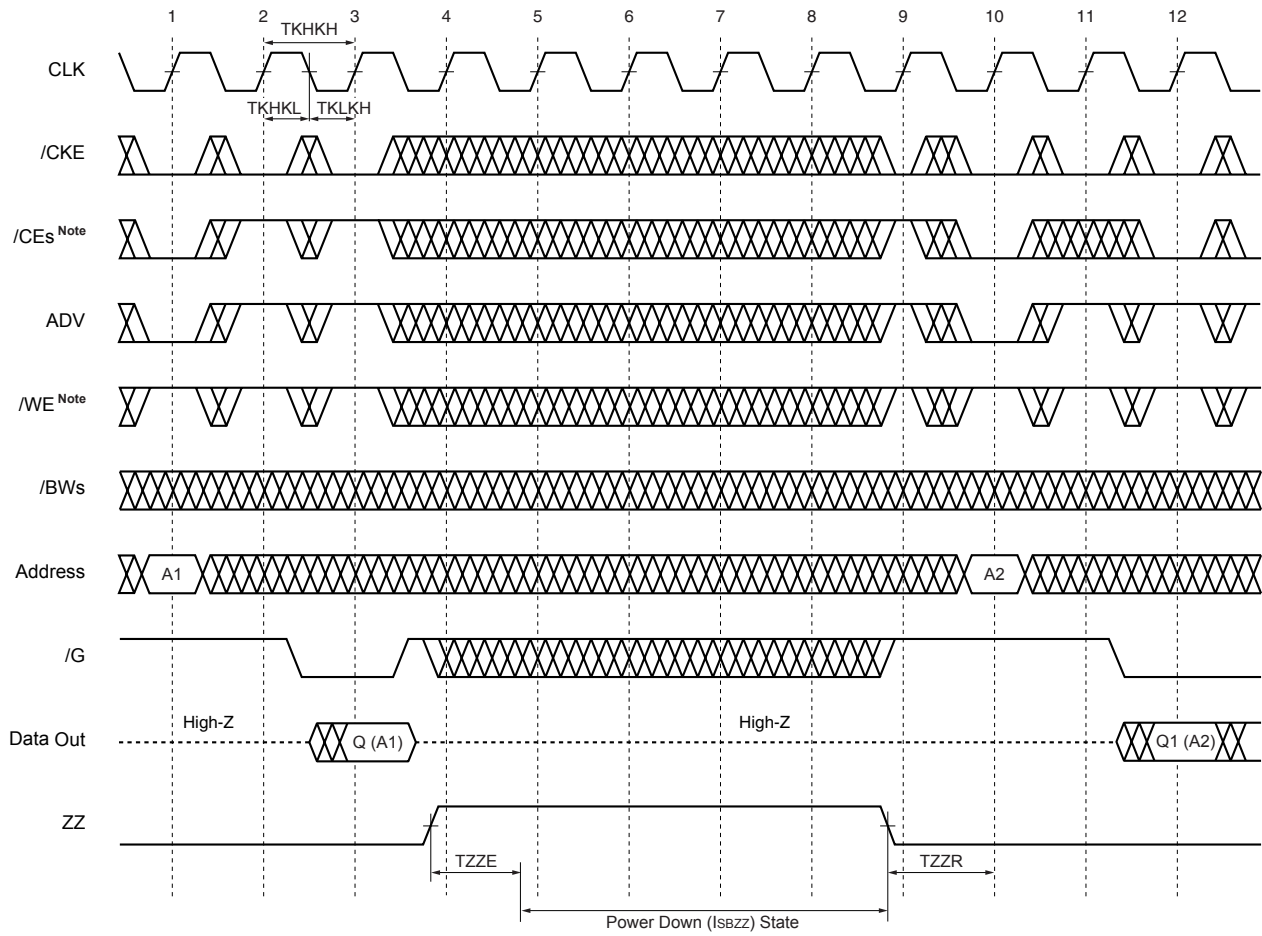 1 2 3 4 5 6 7 8 9 10 11 12
TKHKH
CLK
TKHKL TKLKH
/CKE
/CEs Note
ADV
/WE Note
/BWs
Address A1 A2
/G
High-Z High-Z
Data Out Q (A1) Q1 (A2)
ZZ
TZZE TZZR
Power Down (ISBZZ) State